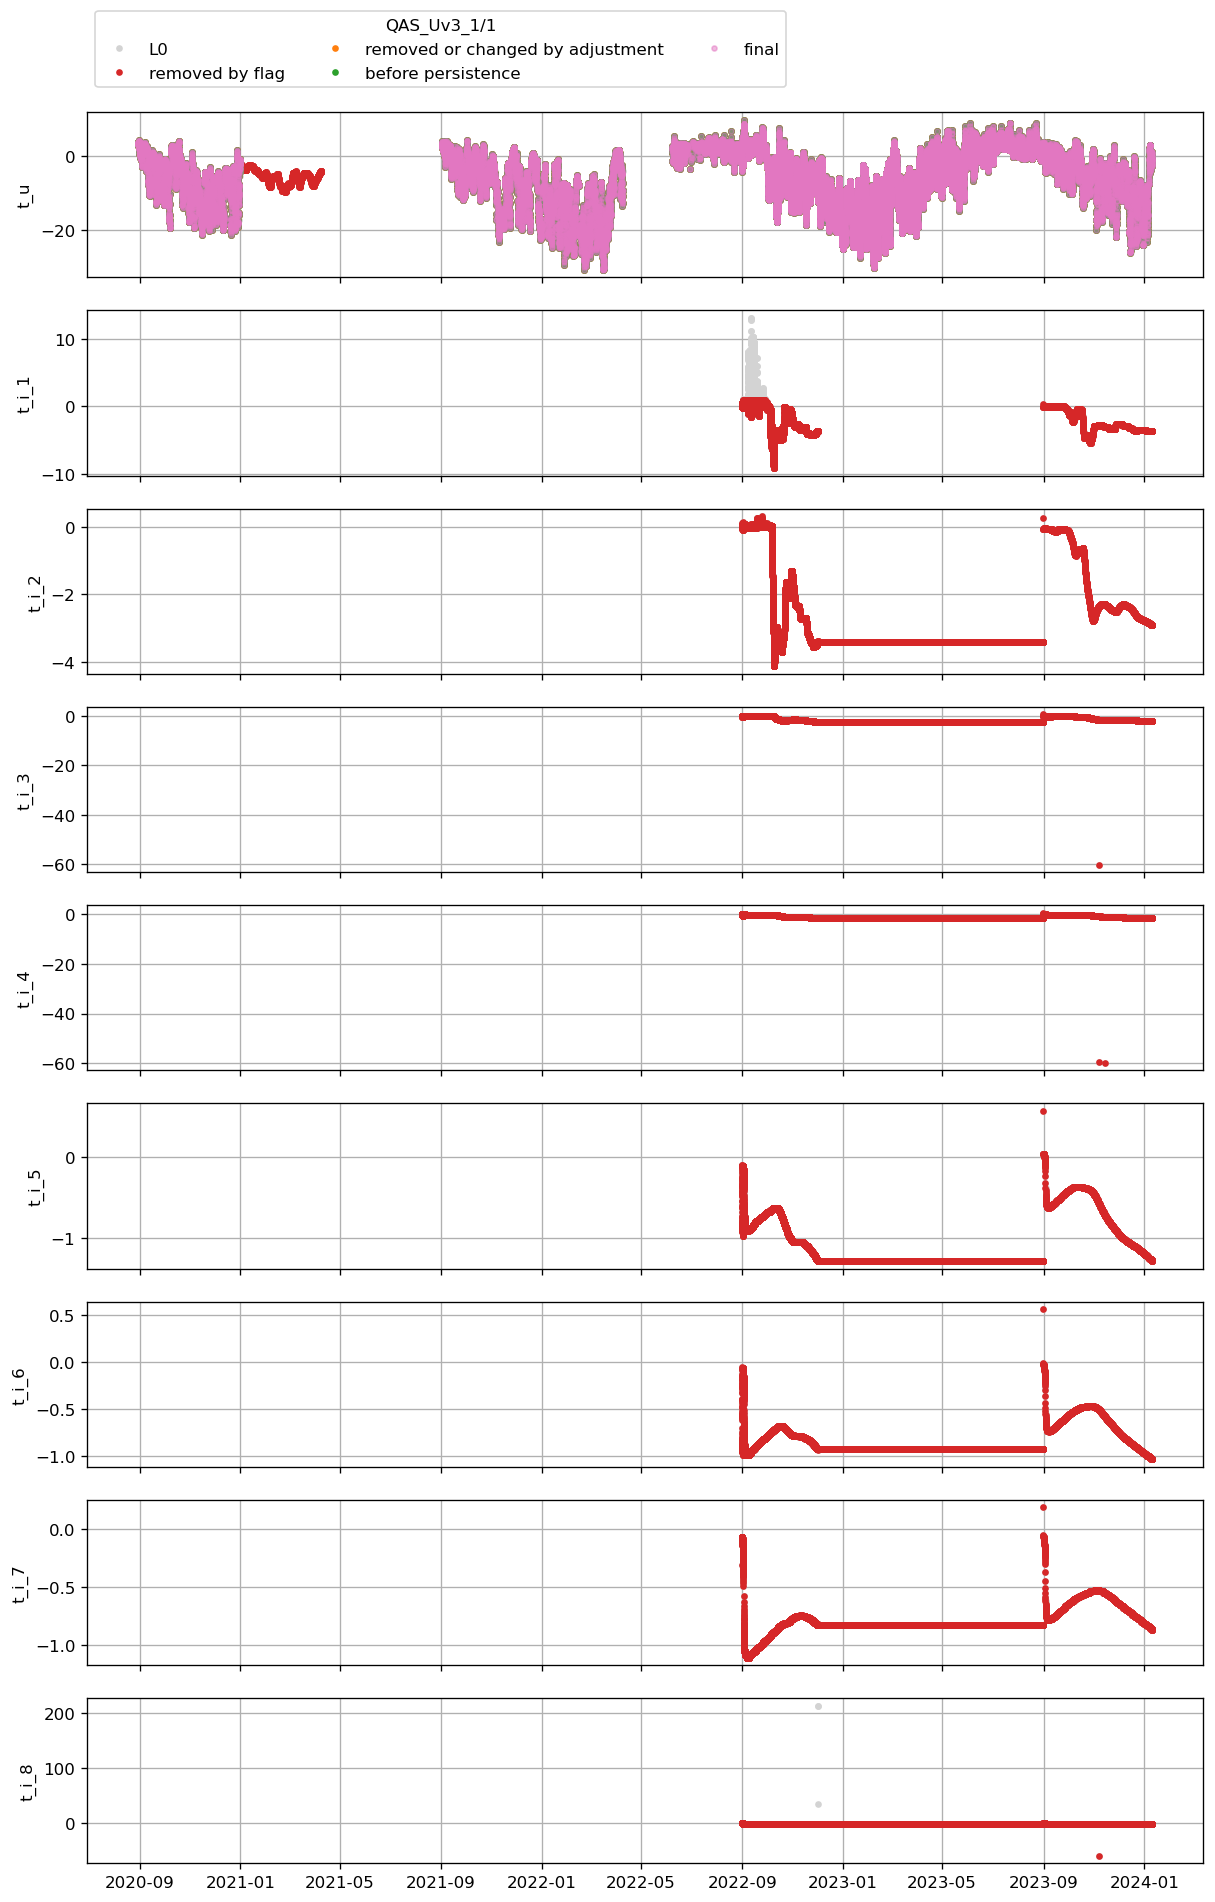 QAS_Uv3_1/1
L0 removed or changed by adjustment final
removed by flag before persistence
t_u
0
−20
t_i_1
10
0
−10
t_i_2
0
−2
−4
t_i_3
0
−20
−40
−60
t_i_4
0
−20
−40
−60
t_i_5
0
−1
t_i_6
0.5
0.0
−0.5
−1.0
t_i_7
0.0
−0.5
−1.0
t_i_8
200
100
0
2020-09 2021-01 2021-05 2021-09 2022-01 2022-05 2022-09 2023-01 2023-05 2023-09 2024-01